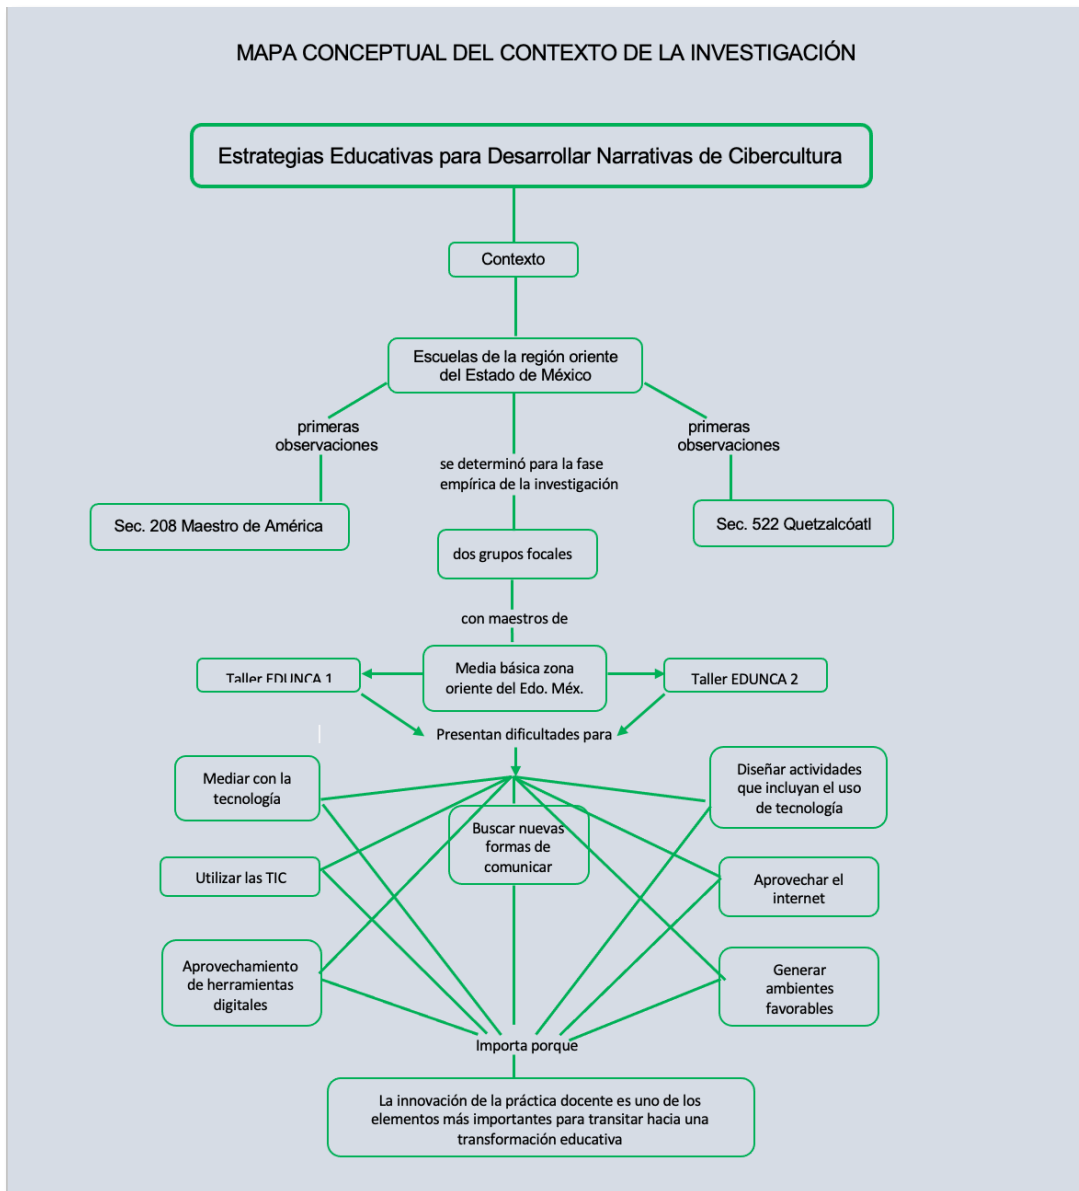 MAPA CONCEPTUAL DEL CONTEXTO DE LA INVESTIGACIÓN
Estrategias Educativas para Desarrollar Narrativas de Cibercultura
Contexto
Escuelas de la región oriente
del Estado de México
primeras
observaciones
primeras
observaciones
se determinó para la fase
empírica de la investigación
Sec. 208 Maestro de América
Sec. 522 Quetzalcóatl
dos grupos focales
con maestros de
Taller EDUNCA 1
Media básica zona
oriente del Edo. Méx.
Taller EDUNCA 2
Presentan dificultades para
Mediar con la
tecnología
Buscar nuevas
formas de
comunicar
Diseñar actividades
que incluyan el uso
de tecnología
Utilizar las TIC
Aprovechar el
internet
Aprovechamiento
de herramientas
digitales
Generar
ambientes
favorables
Importa porque
La innovación de la práctica docente es uno de los
elementos más importantes para transitar hacia una
transformación educativa